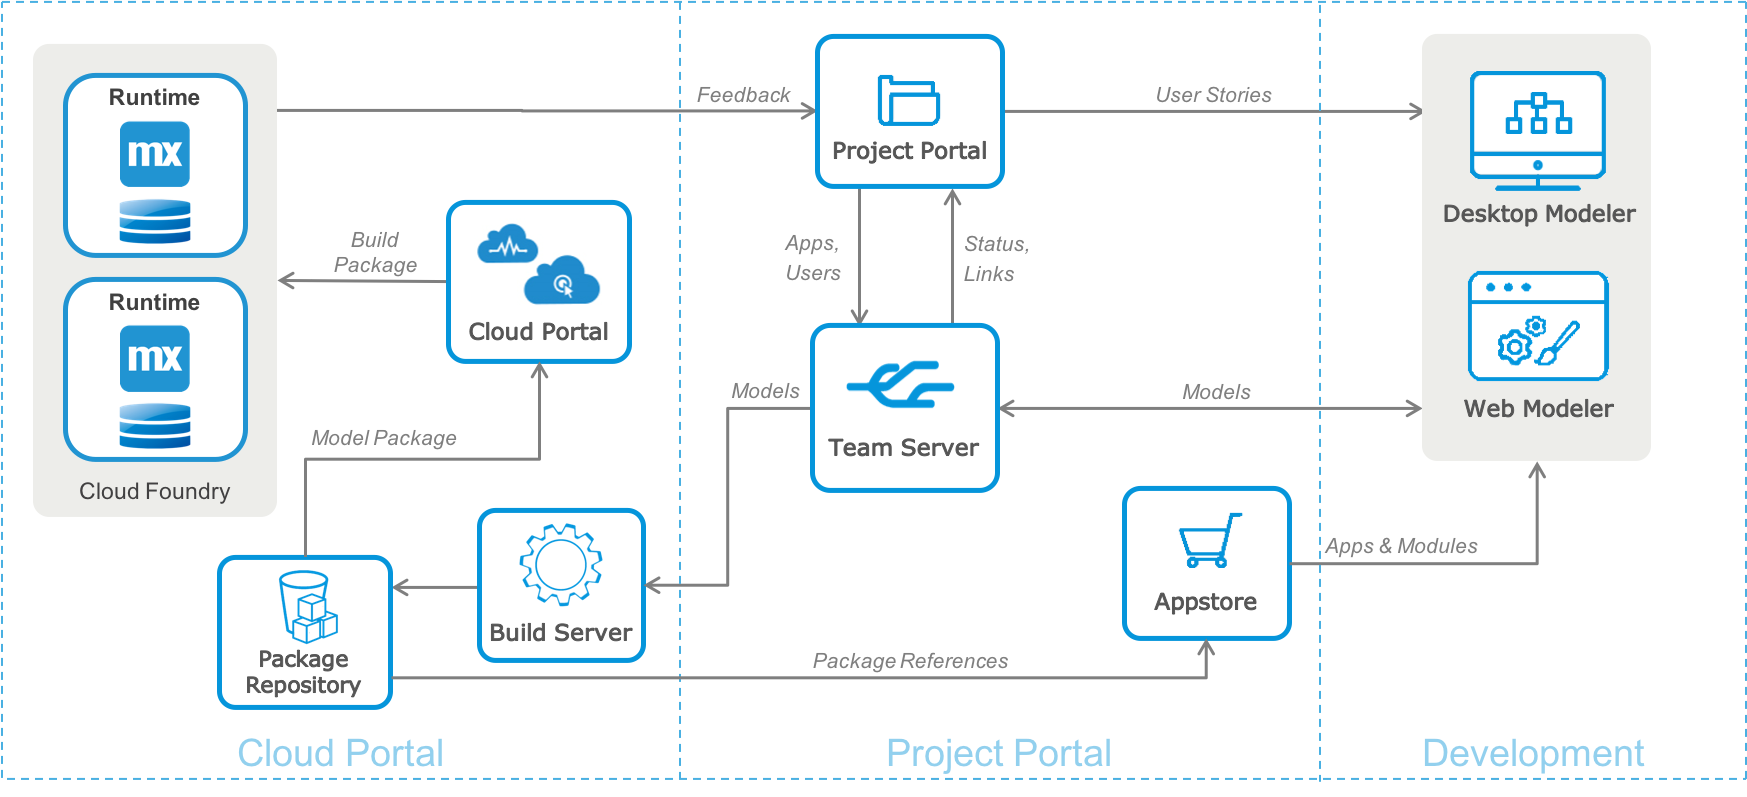 Runtime
mx
Runtime
mx
Cloud Foundry
Feedback
Build
Package
Cloud Portal
Model Package
Package
Repository
Build Server
Models
Package References
Project Portal
Apps,
Users
Status,
Links
Team Server
User Stories
Models
Appstore
Apps & Modules
Desktop Modeler
Web Modeler
Cloud Portal
Project Portal
Development